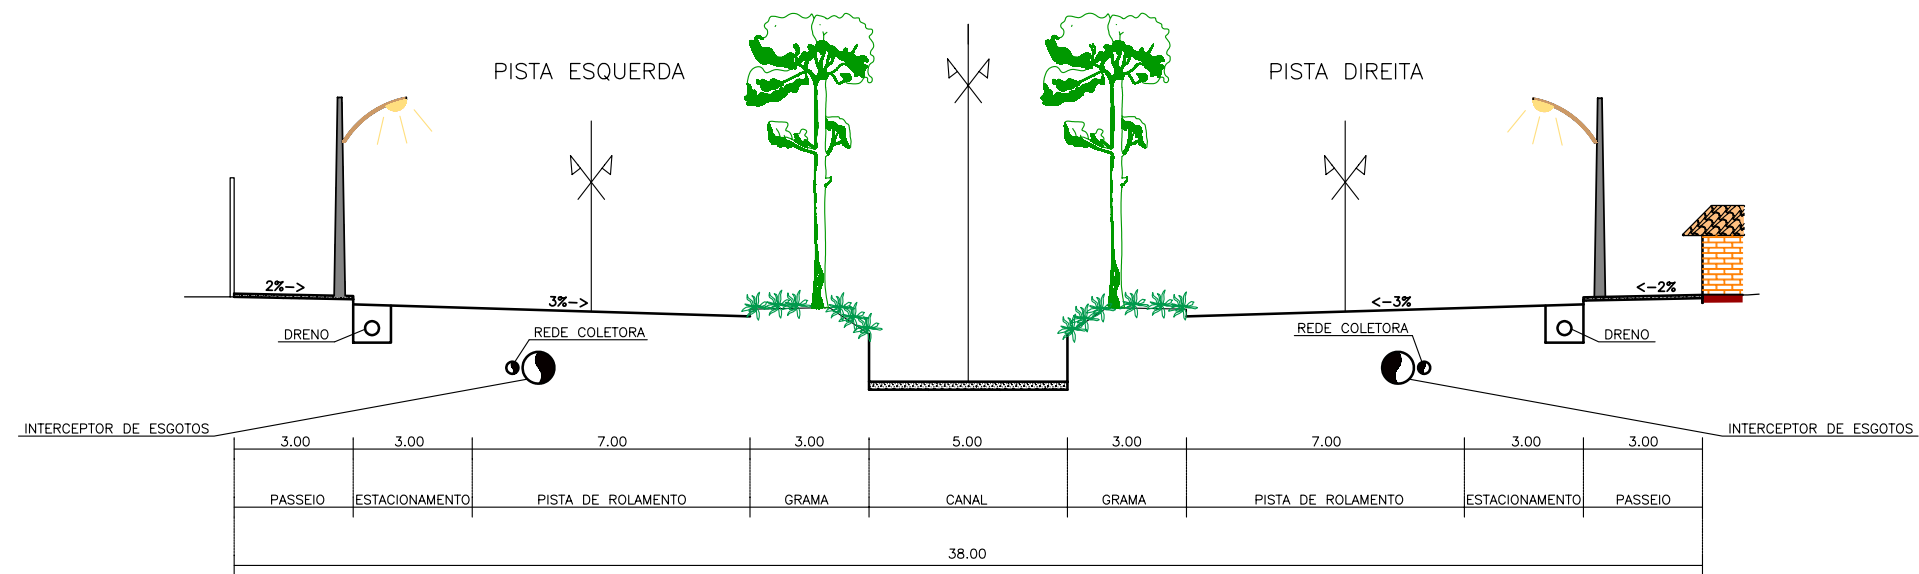 PISTA ESQUERDA
PISTA DIREITA
2%->
3%->
<-3%
<-2%
DRENO
REDE COLETORA
REDE COLETORA
DRENO
INTERCEPTOR DE ESGOTOS
INTERCEPTOR DE ESGOTOS
3.00 3.00 7.00 3.00 5.00 3.00 7.00 3.00 3.00
PASSEIO ESTACIONAMENTO PISTA DE ROLAMENTO GRAMA CANAL GRAMA PISTA DE ROLAMENTO ESTACIONAMENTO PASSEIO
38.00